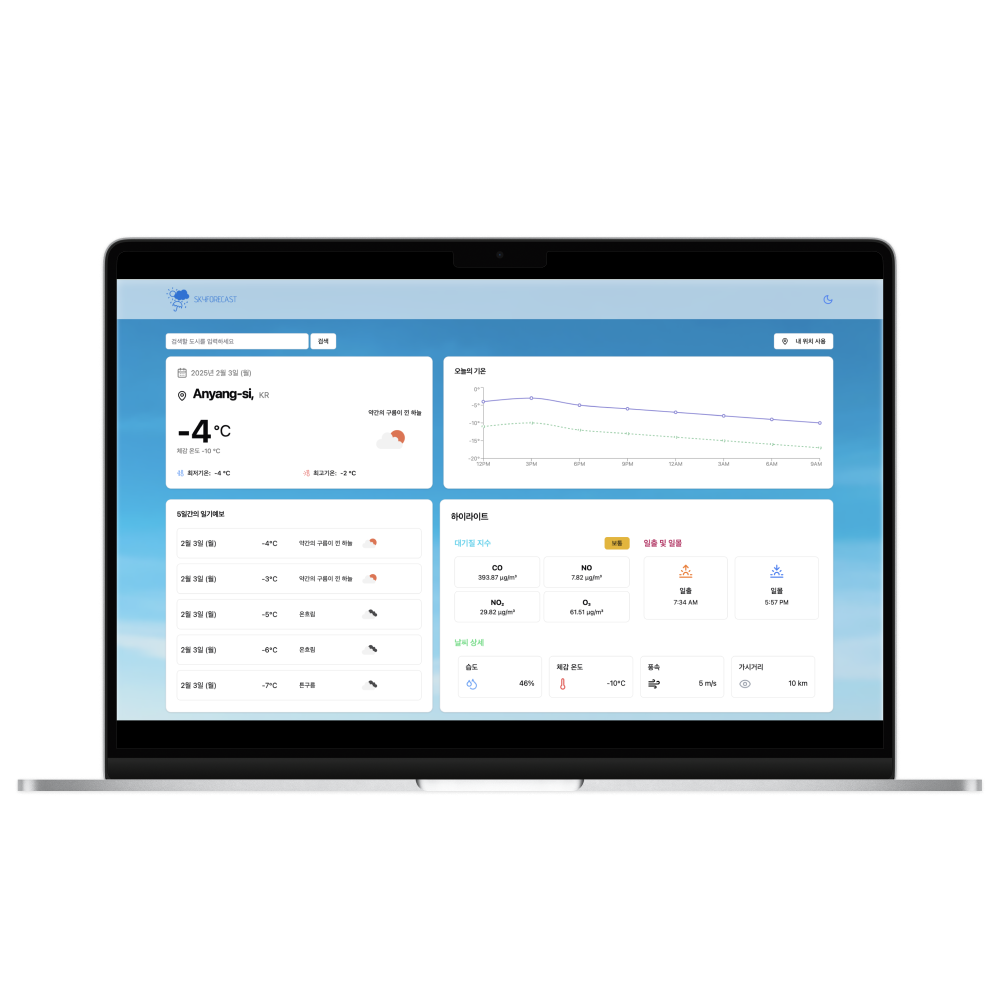 SKYFORECAST
검색할 도시를 입력하세요
검색
내 위치 사용
2025년 2월 3일 (월)
Anyang-si, KR
약간의 구름이 낀 하늘
-4 °C
체감 온도 -10 °C
최저기온: -4 °C
최고기온: -2 °C
오늘의 기온
0°
-5°
-10°
-15°
-20°
12PM 3PM 6PM 9PM 12AM 3AM 6AM 9AM
5일간의 일기예보
2월 3일 (월) -4°C 약간의 구름이 낀 하늘
2월 3일 (월) -3°C 약간의 구름이 낀 하늘
2월 3일 (월) -5°C 온흐림
2월 3일 (월) -6°C 온흐림
2월 3일 (월) -7°C 튼구름
하이라이트
대기질 지수
보통
CO
393.87 µg/m³
NO
7.82 µg/m³
NO₂
29.82 µg/m³
O₃
61.51 µg/m³
일출 및 일몰
일출
7:34 AM
일몰
5:57 PM
날씨 상세
습도
46%
체감 온도
-10°C
풍속
5 m/s
가시거리
10 km